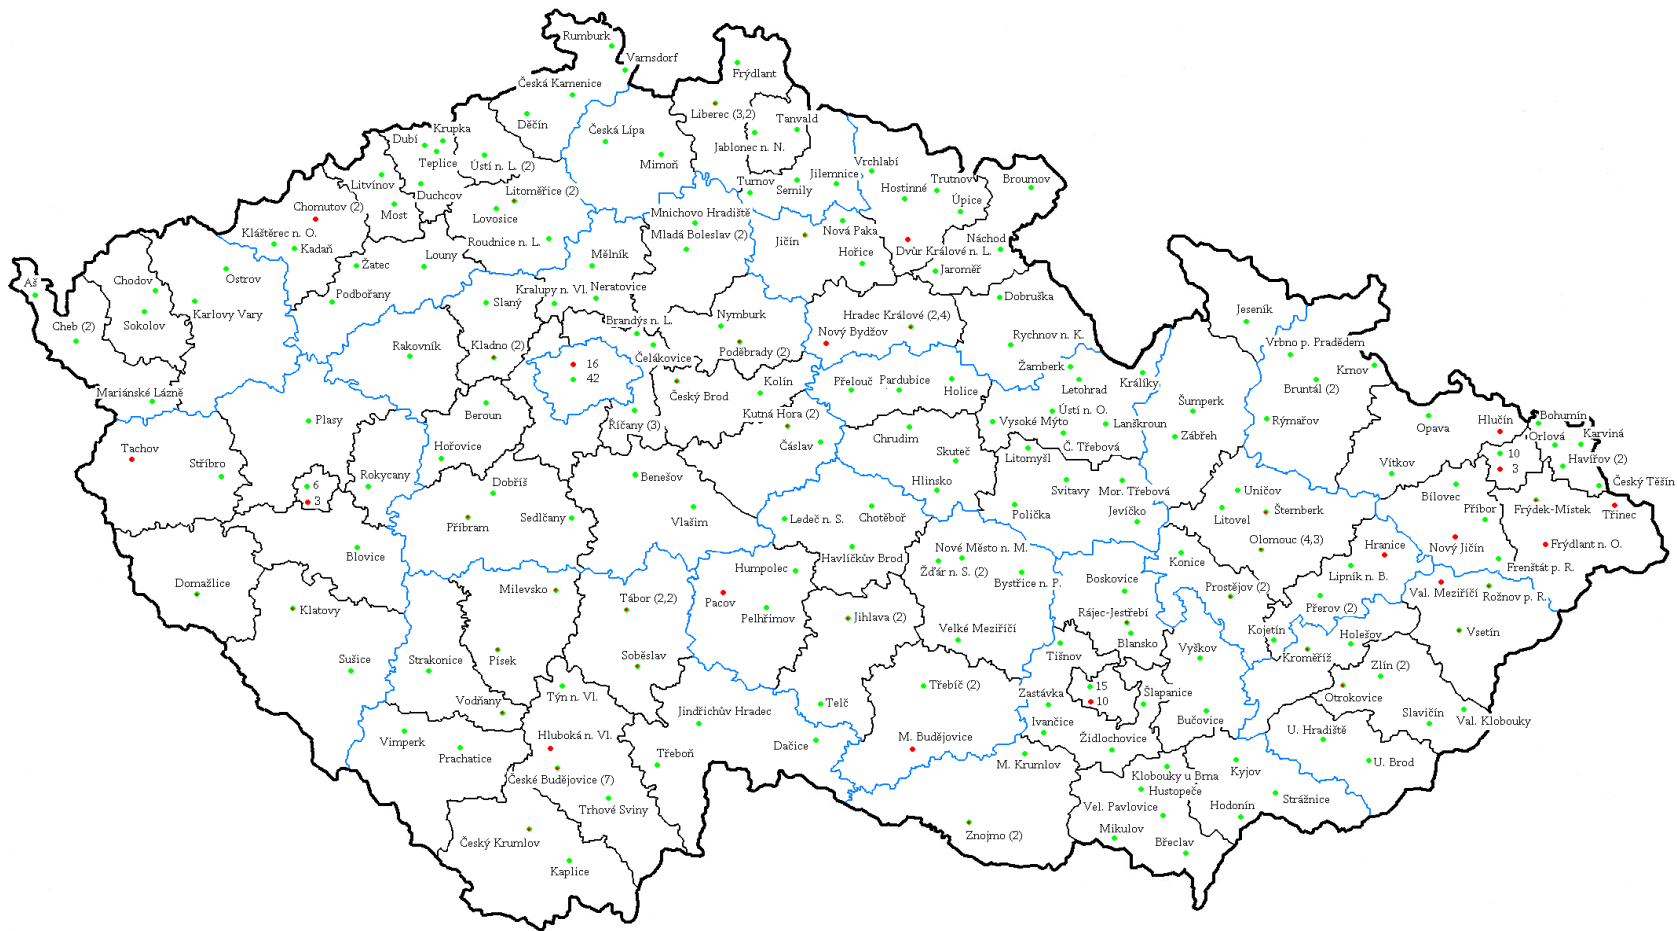 Rumburk
Varnsdorf
Česká Kamenice
Děčín
Frýdlant
Liberec (3,2)
Tanvald
Jablonec n. N.
Česká Lípa
Mimoň
Krupka
Dubí
Teplice
Ústí n. L. (2)
Litvínov
Duchcov
Most
Litoměřice (2)
Lovosice
Roudnice n. L.
Chomutov (2)
Kláštěrec n. O.
Kadaň
Žatec
Louny
Podbořany
Turnov
Semily
Jilemnice
Vrchlabí
Hostinné
Trutnov
Úpice
Broumov
Náchod
Dvůr Králové n. L.
Jaroměř
Mnichovo Hradiště
Mladá Boleslav (2)
Jičín
Nová Paka
Hořice
Aš
Cheb (2)
Chodov
Sokolov
Ostrov
Karlovy Vary
Mariánské Lázně
Mělník
Slaný
Kralupy n. Vl.
Neratovice
Brandýs n. L.
Čelákovice
Nymburk
Poděbrady (2)
Rakovník
Kladno (2)
16
42
Hradec Králové (2,4)
Nový Bydžov
Dobruška
Rychnov n. K.
Žamberk
Letohrad
Králíky
Český Brod
Kolín
Kutná Hora (2)
Čáslav
Říčany (3)
Beroun
Hořovice
Přelouč
Pardubice
Holice
Chrudim
Skuteč
Hlinsko
Vysoké Mýto
Ústí n. O.
Lanškroun
Č. Třebová
Litomyšl
Svitavy
Mor. Třebová
Polička
Jevíčko
Jeseník
Vrbno p. Pradědem
Bruntál (2)
Krnov
Rýmařov
Šumperk
Zábřeh
Opava
Hlučín
Bohumín
Orlová
Karviná
Havířov (2)
10
3
Český Těšín
Vítkov
Bílovec
Příbor
Frýdek-Místek
Třinec
Nový Jičín
Frýdlant n. O.
Frenštát p. R.
Tachov
Stříbro
Plasy
6
3
Rokycany
Blovice
Domažlice
Klatovy
Sušice
Dobříš
Příbram
Sedlčany
Benešov
Vlašim
Ledeč n. S.
Chotěboř
Havlíčkův Brod
Humpolec
Pacov
Pelhřimov
Jihlava (2)
Nové Město n. M.
Žďár n. S. (2)
Bystřice n. P.
Velké Meziříčí
Třebíč (2)
M. Budějovice
Telč
Uničov
Litovel
Šternberk
Olomouc (4,3)
Konice
Prostějov (2)
Hranice
Lipník n. B.
Přerov (2)
Kojetín
Val. Meziříčí
Rožnov p. R.
Vsetín
Holešov
Kroměříž
Zlín (2)
Otrokovice
Slavičín
Val. Klobouky
U. Hradiště
U. Brod
Boskovice
Rájec-Jestřebí
Blansko
Tišnov
Vyškov
15
10
Zastávka
Šlapanice
Ivančice
Židlochovice
Bučovice
M. Krumlov
Klobouky u Brna
Hustopeče
Vel. Pavlovice
Mikulov
Břeclav
Kyjov
Strážnice
Hodonín
Znojmo (2)
Milevsko
Písek
Strakonice
Vodňany
Tábor (2,2)
Soběslav
Týn n. Vl.
Jindřichův Hradec
Dačice
Třeboň
Vimperk
Prachatice
Hluboká n. Vl.
České Budějovice (7)
Trhové Sviny
Český Krumlov
Kaplice